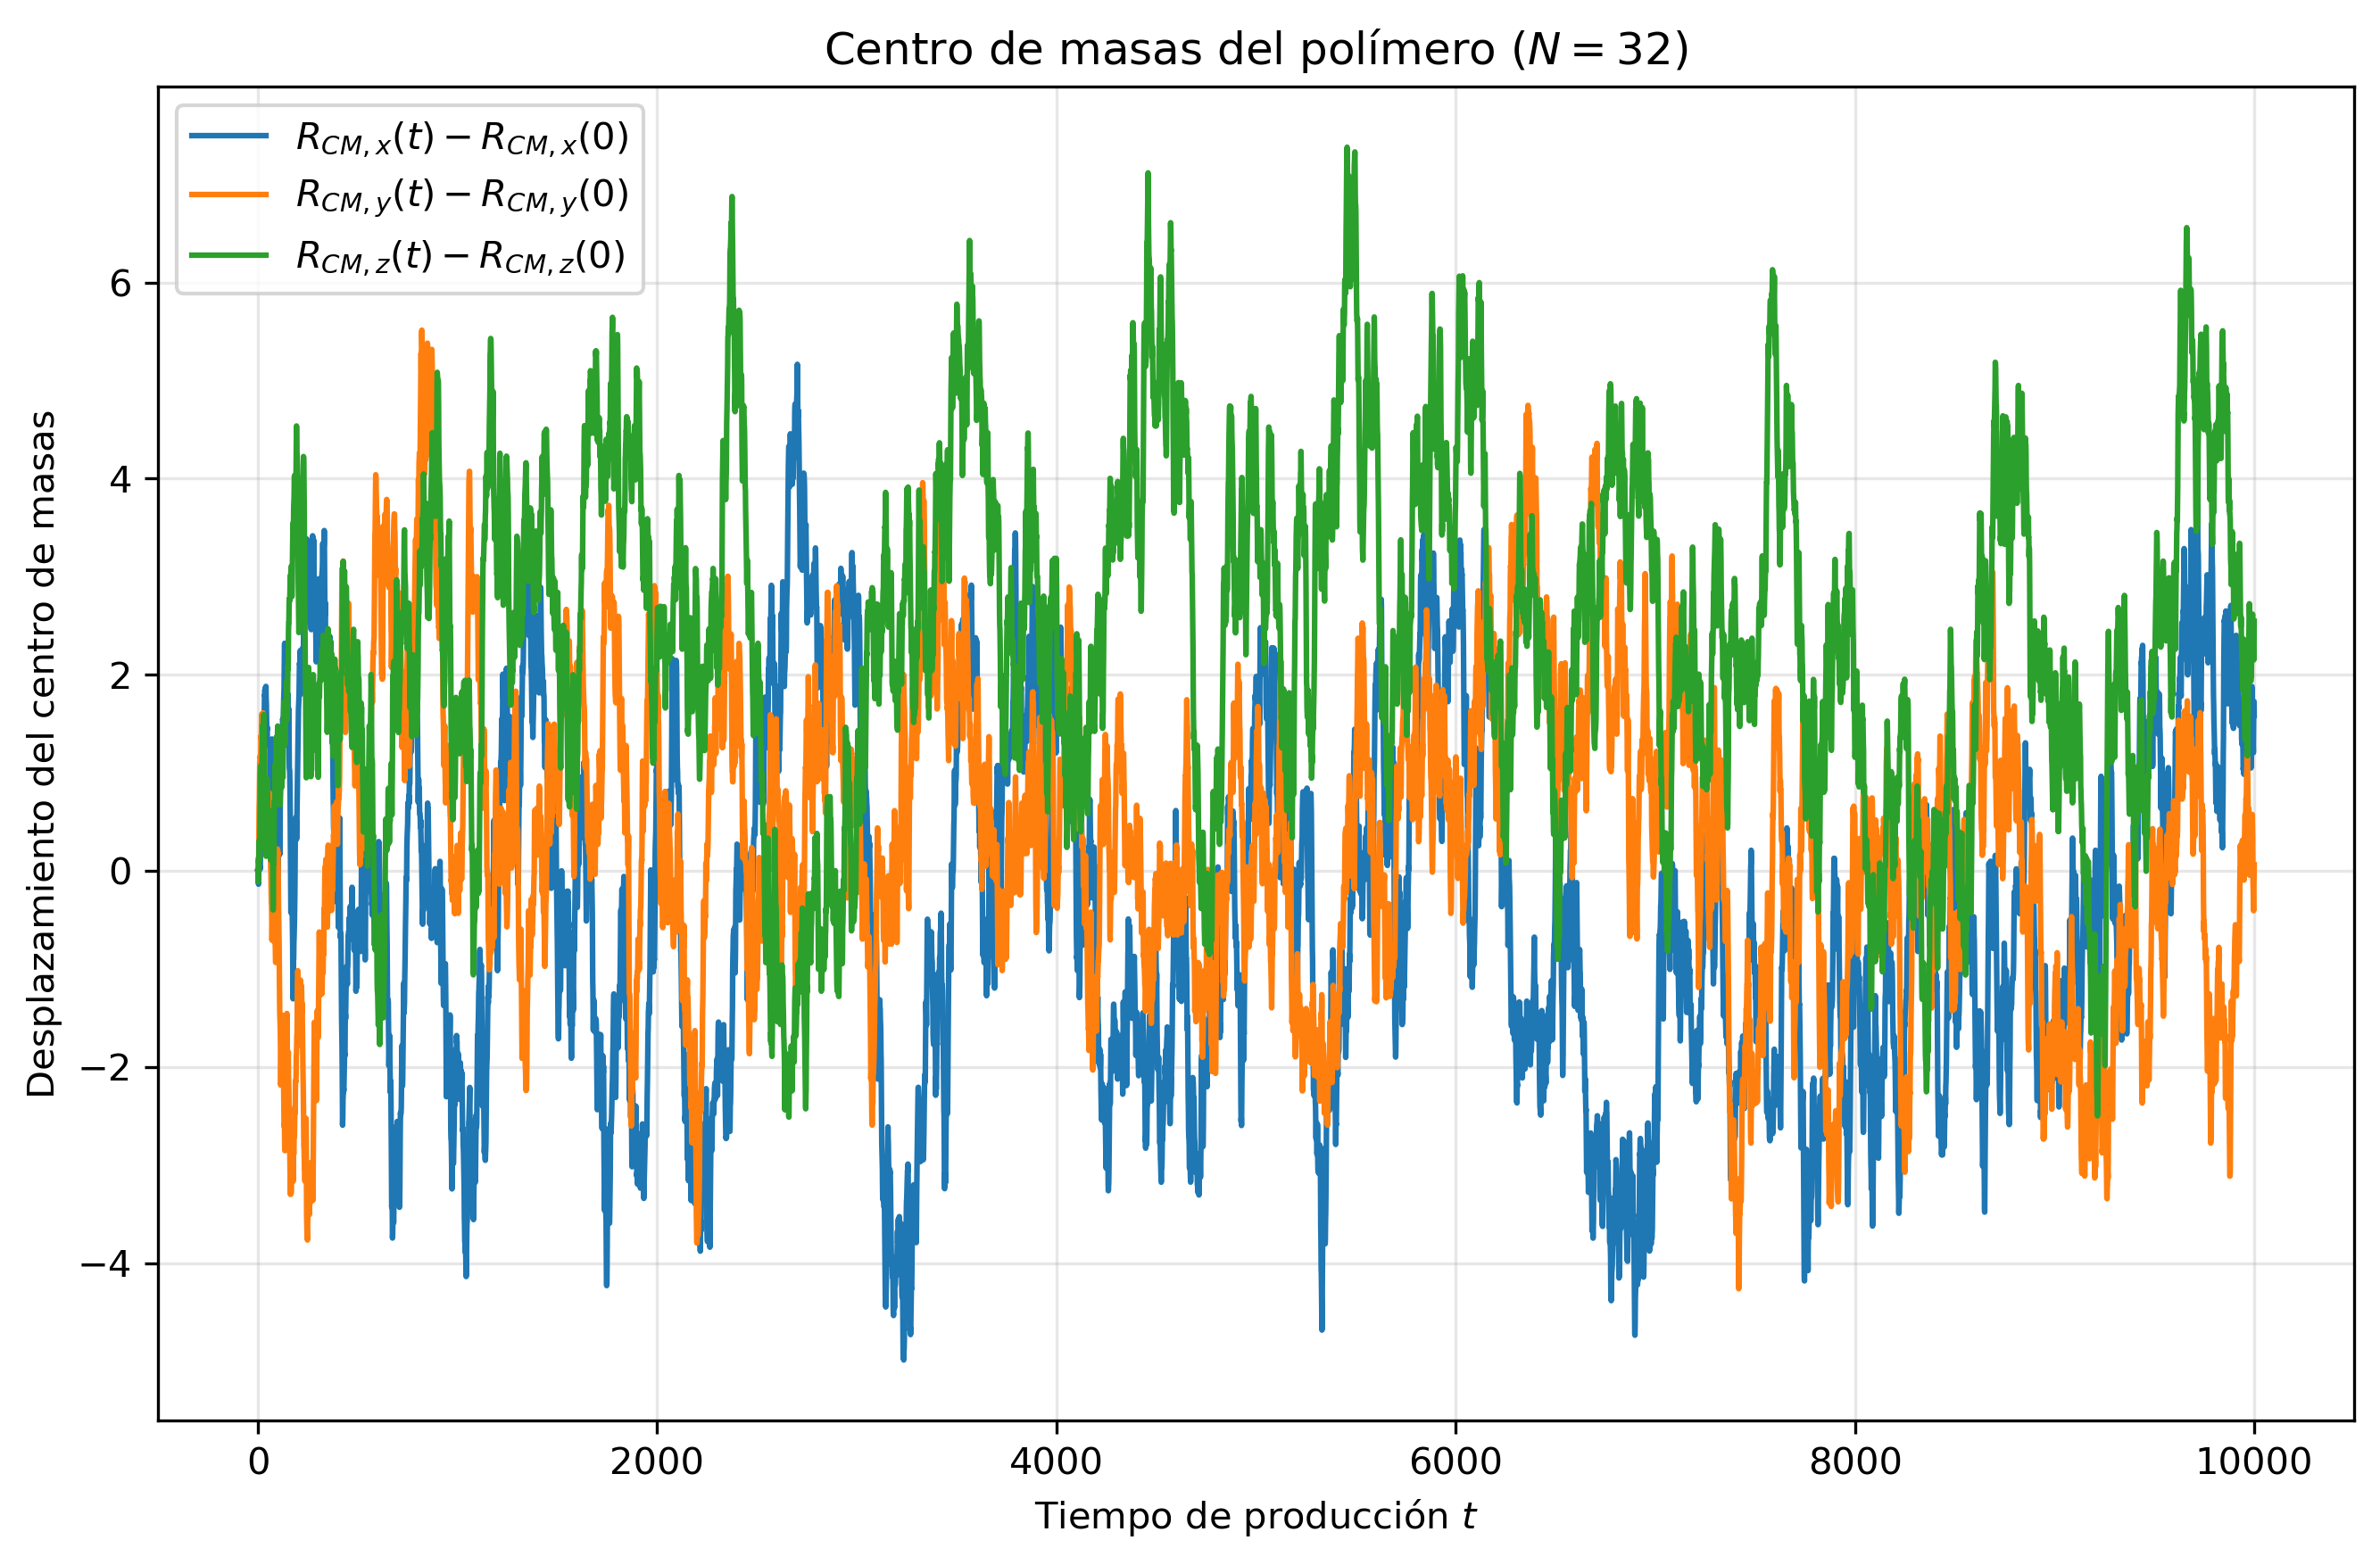 Centro de masas del polímero (N = 32)
R_{CM, x}(t) − R_{CM, x}(0)
R_{CM, y}(t) − R_{CM, y}(0)
R_{CM, z}(t) − R_{CM, z}(0)
Desplazamiento del centro de masas
6
4
2
0
−2
−4
0 2000 4000 6000 8000 10000
Tiempo de producción t